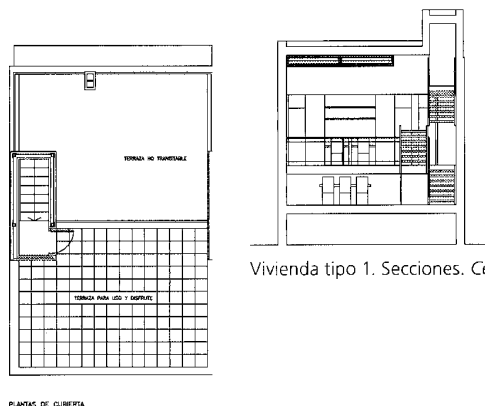 TERRAZA NO TRANSITABLE
Vivienda tipo 1. Secciones. Ce
TERRAZA PARA USO Y DISFRUTE
PLANTAS DE CUBIERTA